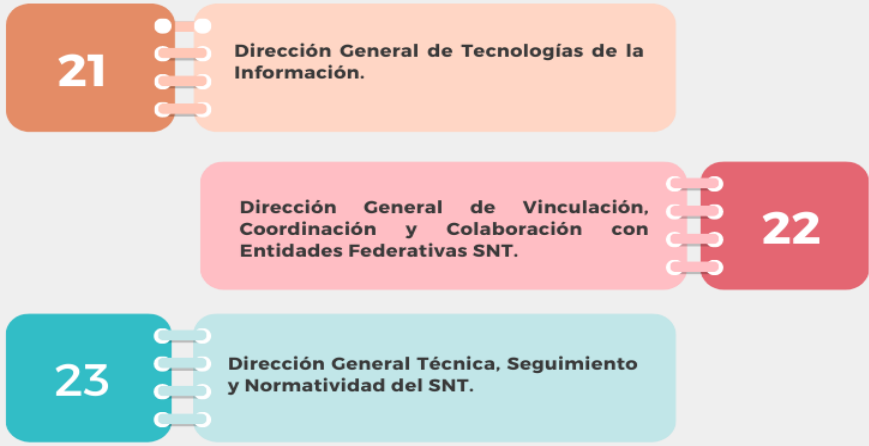 21
Dirección General de Tecnologías de la
Información.
Dirección General de Vinculación,
Coordinación y Colaboración con
Entidades Federativas SNT.
22
23
Dirección General Técnica, Seguimiento
y Normatividad del SNT.